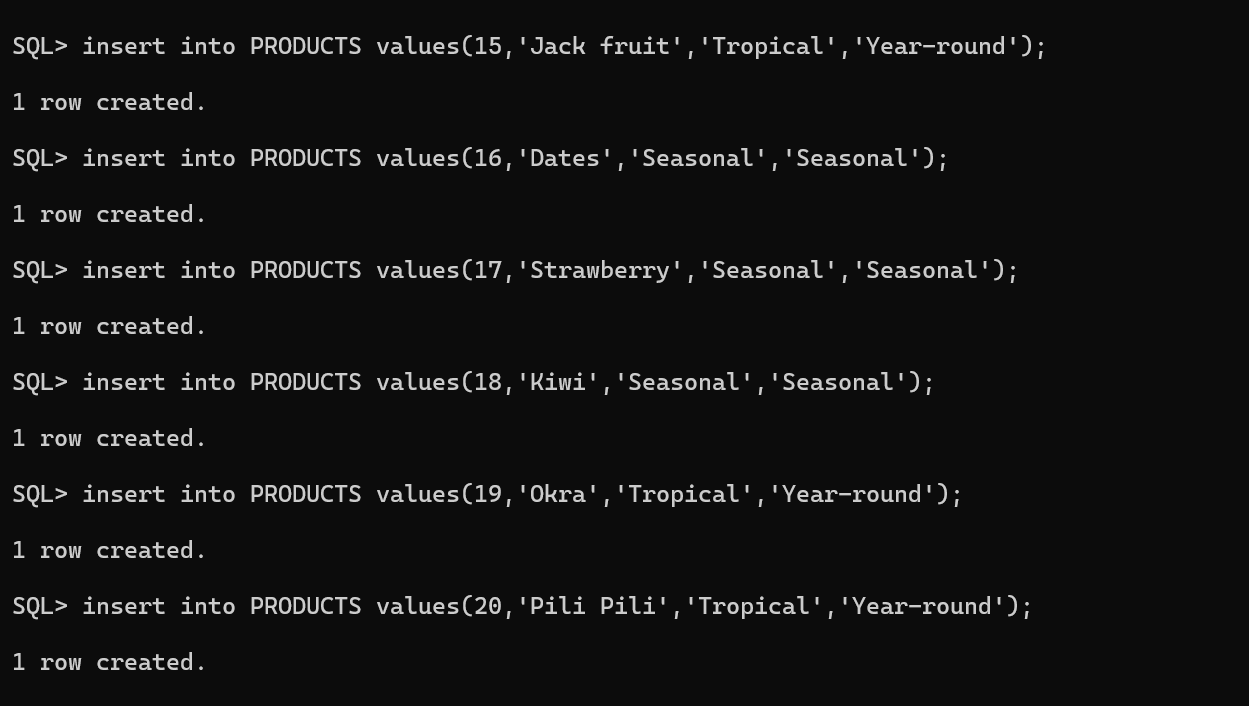 SQL> insert into PRODUCTS values(15,'Jack fruit','Tropical','Year-round');
1 row created.
SQL> insert into PRODUCTS values(16,'Dates','Seasonal','Seasonal');
1 row created.
SQL> insert into PRODUCTS values(17,'Strawberry','Seasonal','Seasonal');
1 row created.
SQL> insert into PRODUCTS values(18,'Kiwi','Seasonal','Seasonal');
1 row created.
SQL> insert into PRODUCTS values(19,'Okra','Tropical','Year-round');
1 row created.
SQL> insert into PRODUCTS values(20,'Pili Pili','Tropical','Year-round');
1 row created.